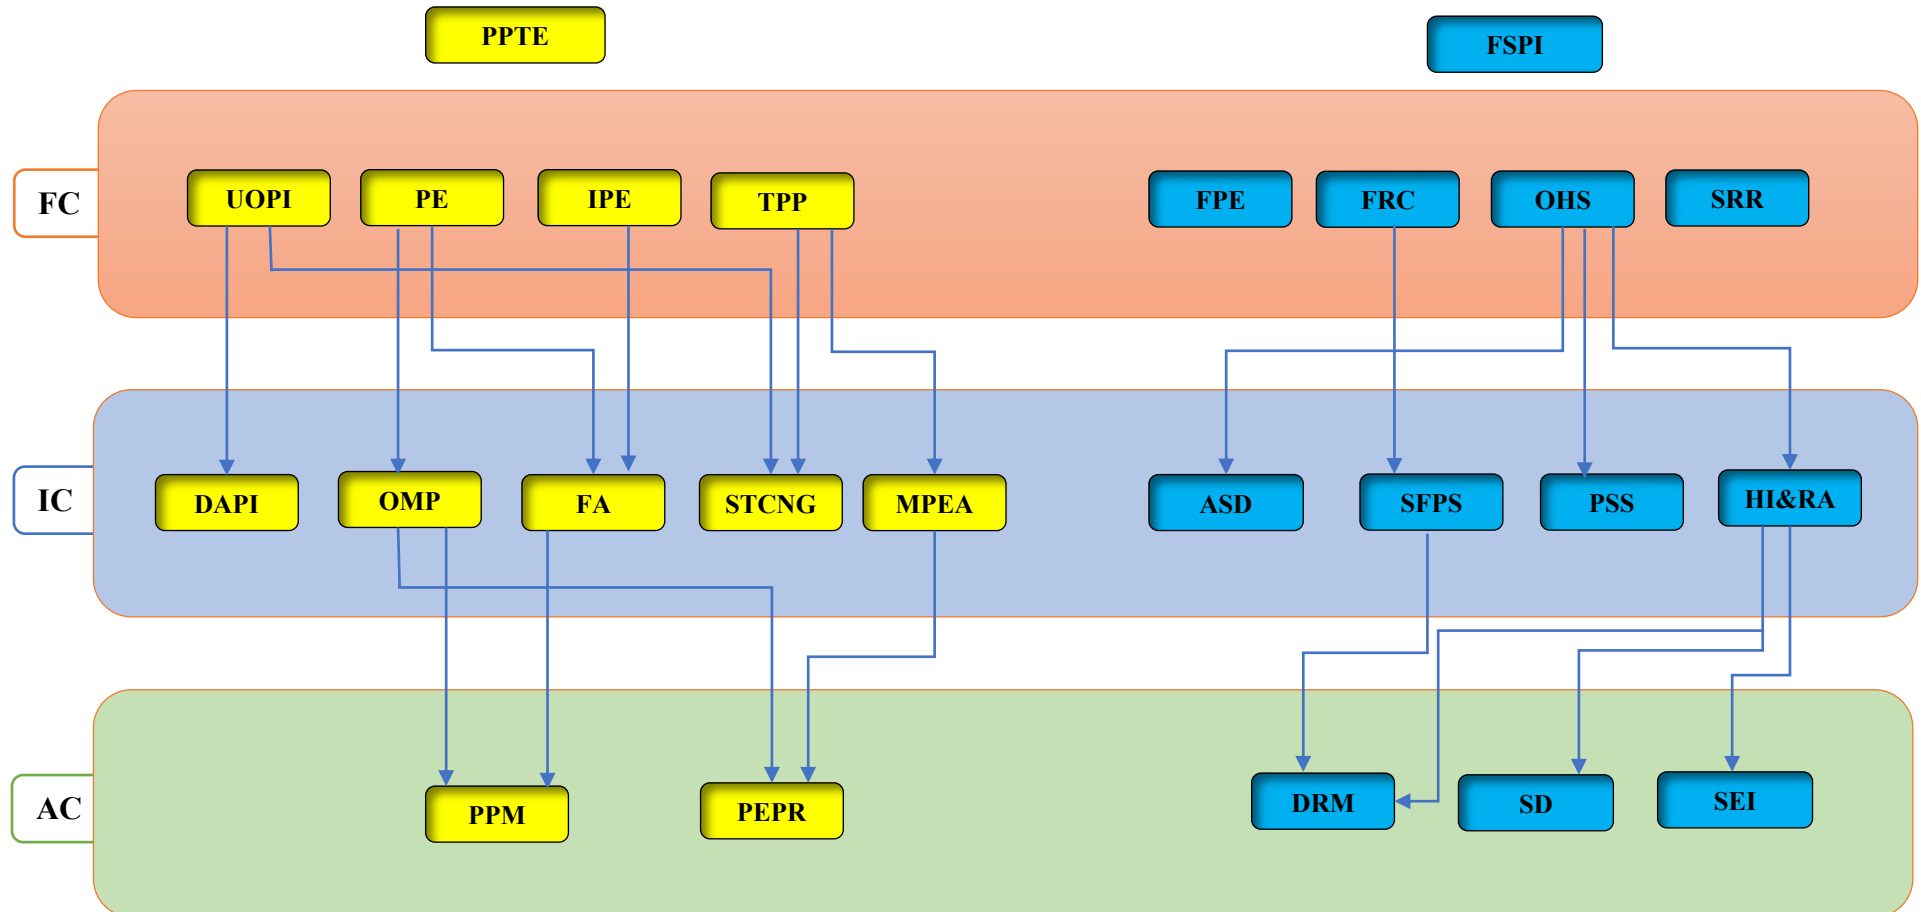 PPTE
FSPI
FC
UOPI
PE
IPE
TPP
FPE
FRC
OHS
SRR
IC
DAPI
OMP
FA
STCNG
MPEA
ASD
SFPS
PSS
HI&RA
AC
PPM
PEPR
DRM
SD
SEI